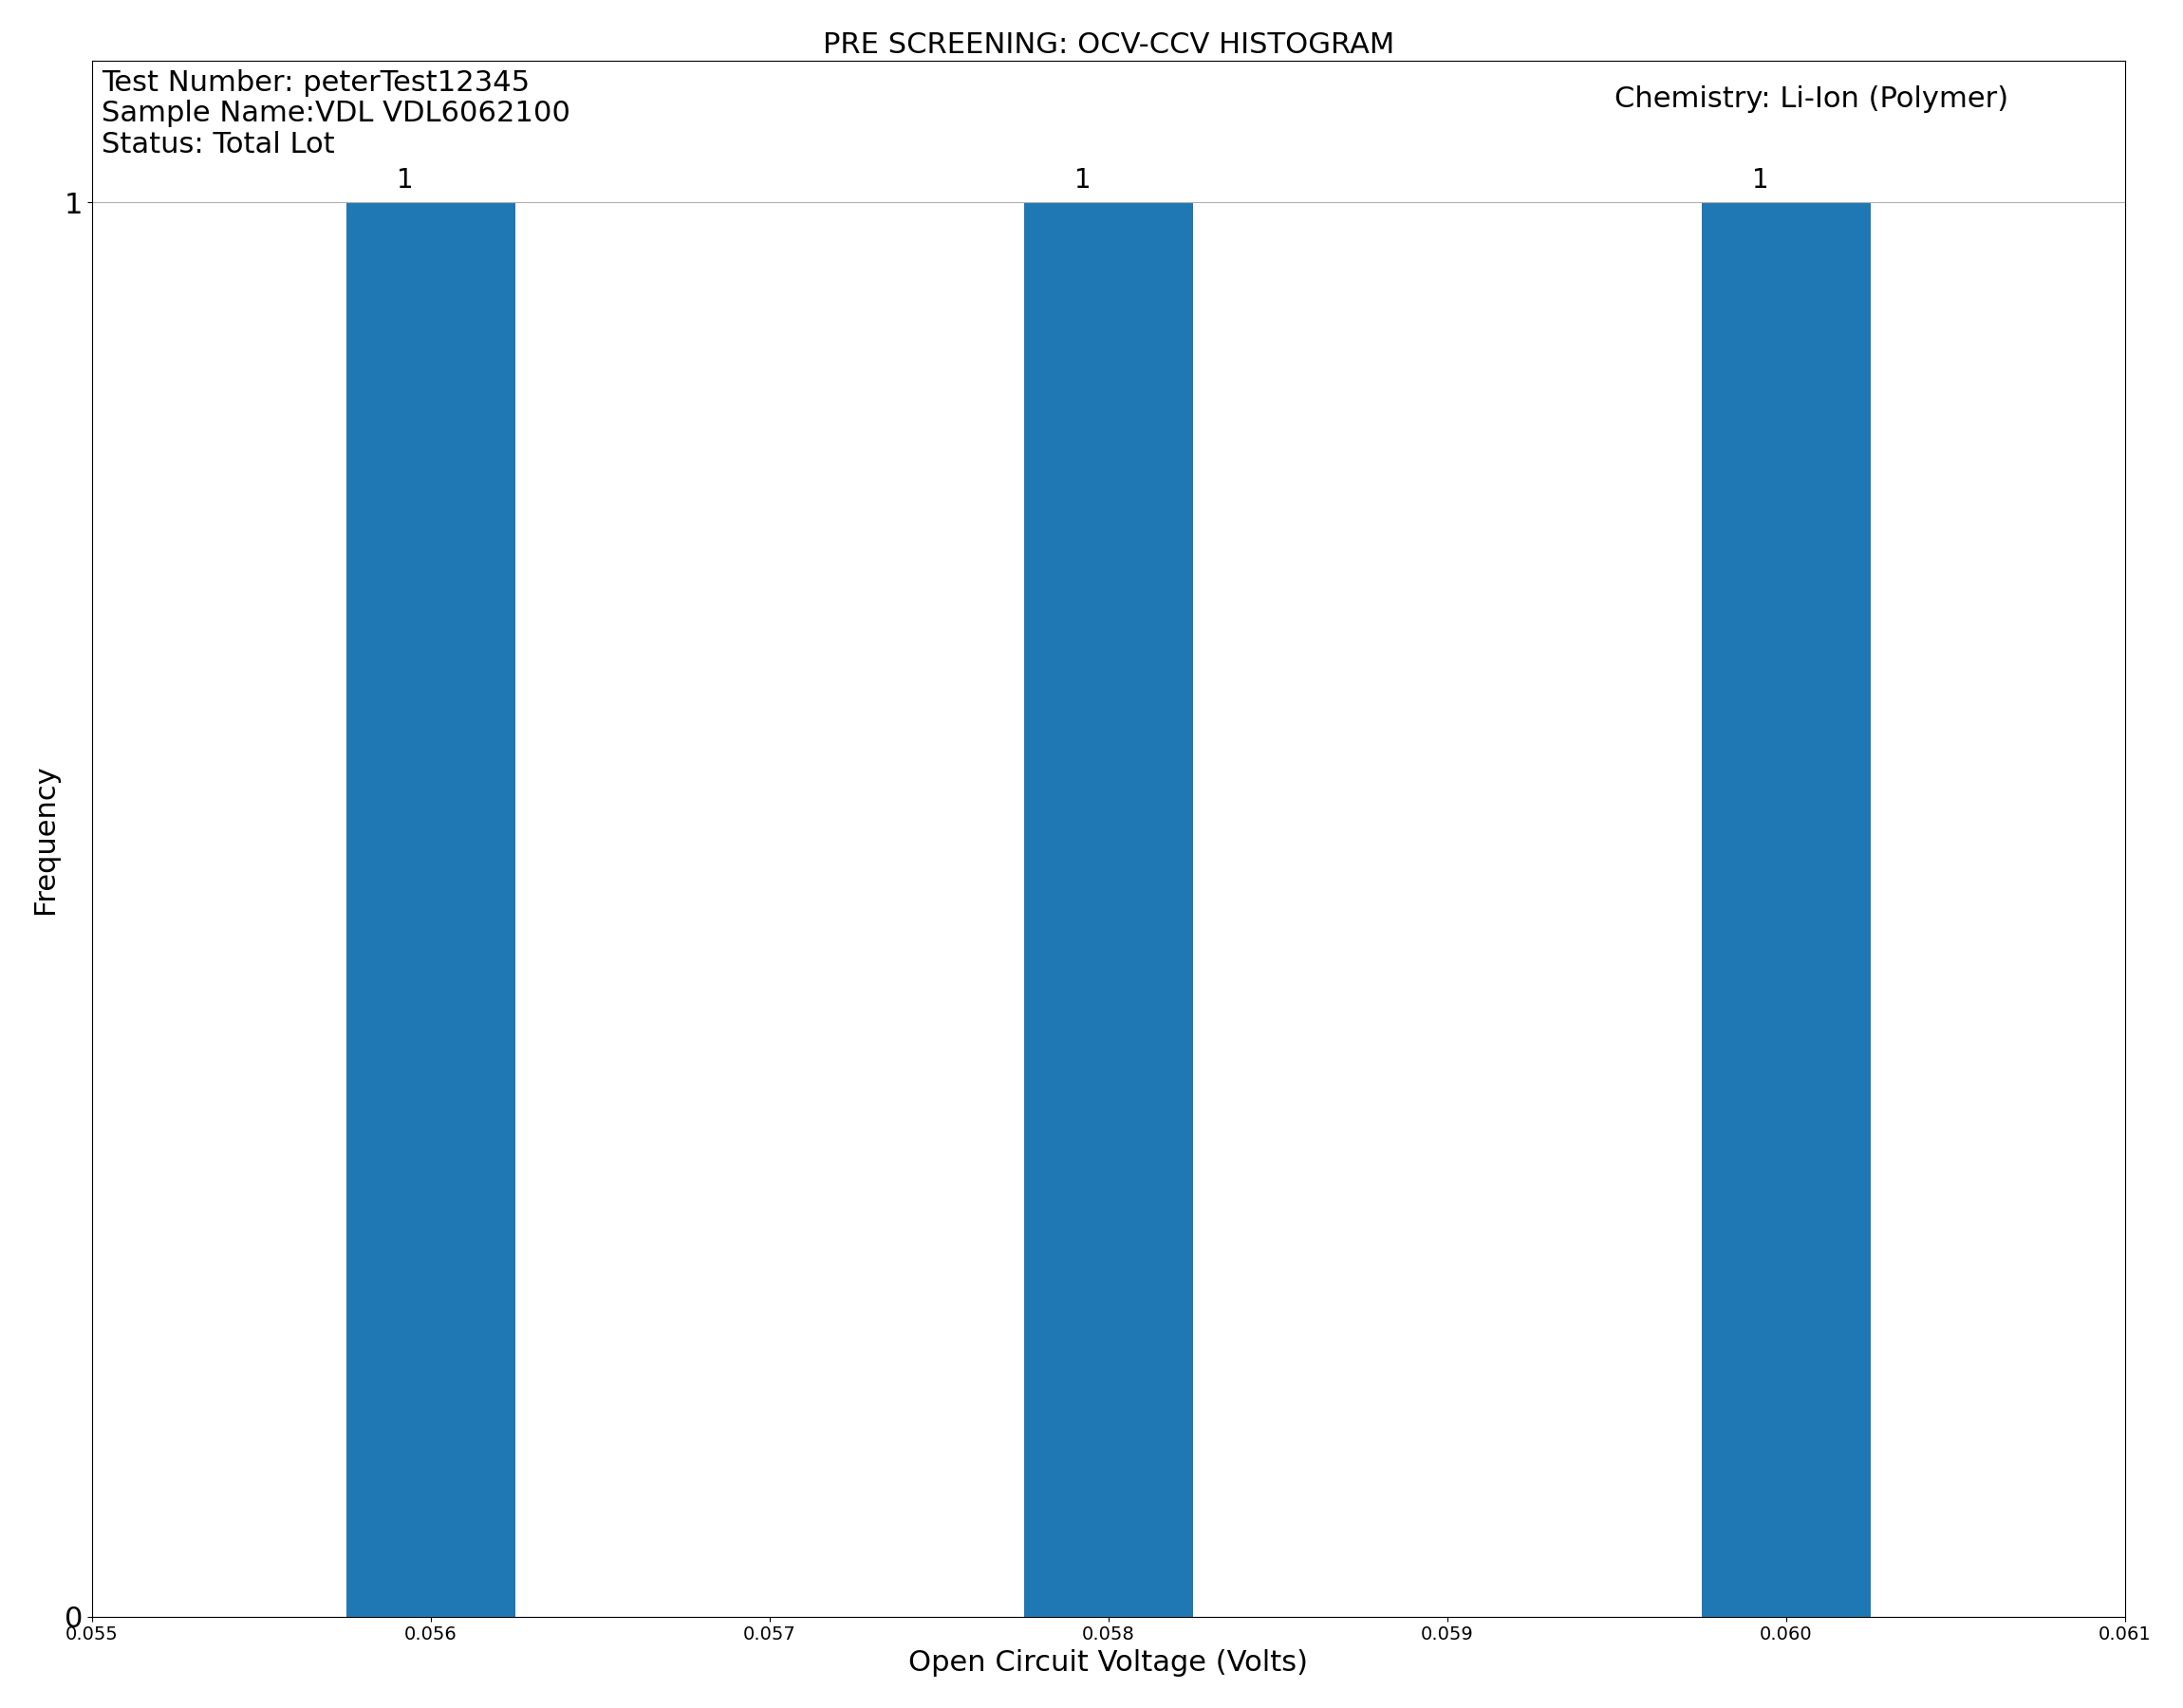 PRE SCREENING: OCV-CCV HISTOGRAM
Test Number: peterTest12345
Sample Name:VDL VDL6062100
Status: Total Lot
Chemistry: Li-Ion (Polymer)
1 1 1
1
Frequency
0
0.055 0.056 0.057 0.058 0.059 0.060 0.061
Open Circuit Voltage (Volts)